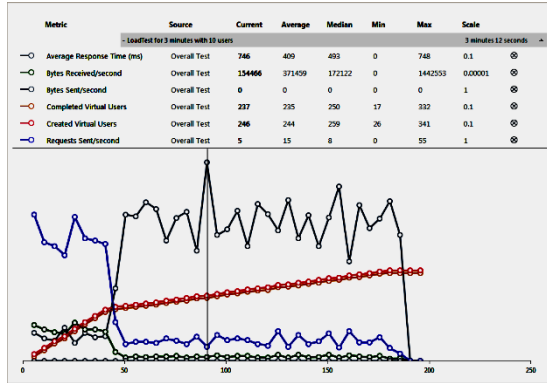 Metric Source Current Average Median Min Max Scale
- LoadTest for 3 minutes with 10 users 3 minutes 12 seconds
Average Response Time (ms) Overall Test 746 409 493 0 748 0.1
Bytes Received/second Overall Test 154466 371459 172122 0 1442553 0.00001
Bytes Sent/second Overall Test 0 0 0 0 0 1
Completed Virtual Users Overall Test 237 235 250 17 332 0.1
Created Virtual Users Overall Test 246 244 259 26 341 0.1
Requests Sent/second Overall Test 5 15 8 0 55 1
0 50 100 150 200 250